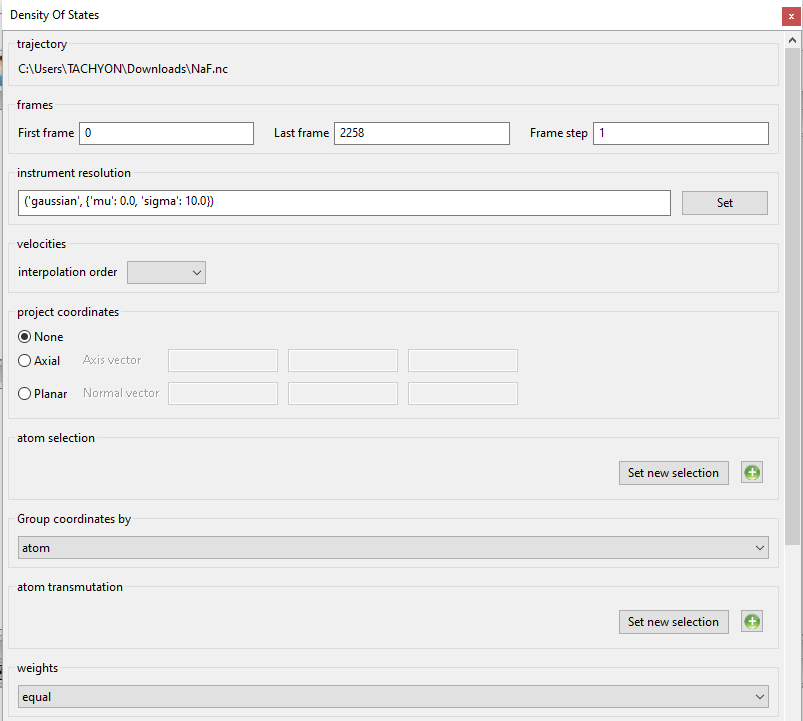 Density Of States
x
trajectory
C:\Users\TACHYON\Downloads\NaF.nc
frames
First frame 0 Last frame 2258 Frame step 1
instrument resolution
('gaussian', {'mu': 0.0, 'sigma': 10.0}) Set
velocities
interpolation order
project coordinates
None
Axial Axis vector
Planar Normal vector
atom selection
Set new selection
Group coordinates by
atom
atom transmutation
Set new selection
weights
equal